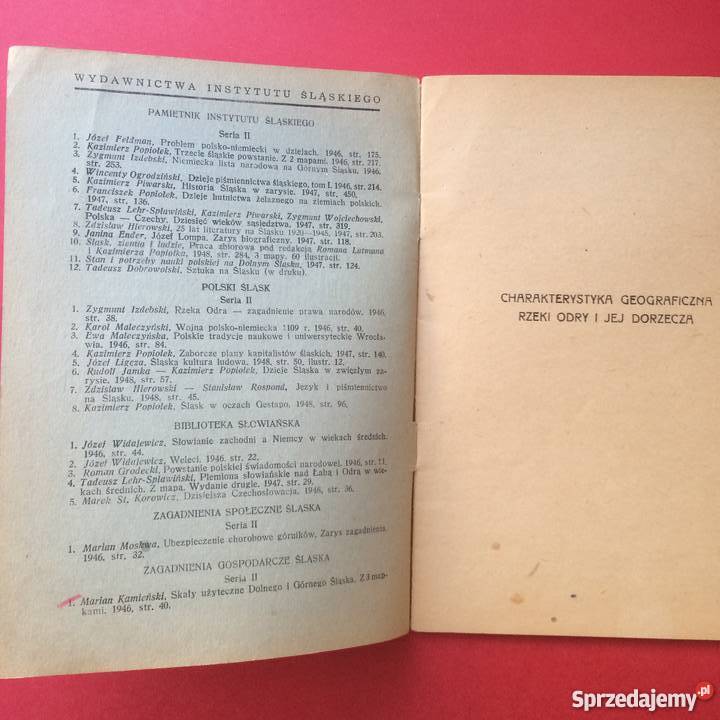 WYDAWNICTWA INSTYTUTU ŚLĄSKIEGO
PAMIĘTNIK INSTYTUTU ŚLĄSKIEGO
Seria II
1. Józef Feldman, Problem polsko-niemiecki w dziejach. 1946, str. 175.
2. Kazimierz Popiołek, Trzecie śląskie powstanie. Z 2 mapami. 1946, str. 217.
3. Zygmunt Izdebski, Niemiecka lista narodowa na Górnym Śląsku. 1946,
str. 253.
4. Wincenty Ogrodziński, Dzieje piśmiennictwa śląskiego, tom I. 1946, str. 214.
5. Kazimierz Piwarski, Historia Śląska w zarysie. 1947, str. 450.
6. Franciszek Popiołek, Dzieje hutnictwa żelaznego na ziemiach polskich.
1947, str. 136.
7. Tadeusz Lehr-Spławiński, Kazimierz Piwarski, Zygmunt Wojciechowski,
Polska — Czechy. Dziesięć wieków sąsiedztwa, 1947, str. 319.
8. Zdzisław Hierowski, 25 lat literatury na Śląsku 1920—1945, 1947, str. 203.
9. Janina Ender, Józef Lompa. Zarys biograficzny, 1947, str. 118.
10. Śląsk, ziemia i ludzie, Praca zbiorowa pod redakcją Romana Lutmana
i Kazimierza Popiołka, 1948, str. 284, 3 mapy, 60 ilustracji.
11. Stan i potrzeby nauki polskiej na Dolnym Śląsku. 1947, str. 124.
12. Tadeusz Dobrowolski, Sztuka na Śląsku (w druku).
POLSKI ŚLĄSK
Seria II
1. Zygmunt Izdebski, Rzeka Odra — zagadnienie prawa narodów. 1946,
str. 38.
2. Karol Maleczyński, Wojna polsko-niemiecka 1109 r. 1946, str. 40.
3. Ewa Maleczyńska, Polskie tradycje naukowe i uniwersyteckie Wrocła-
wia. 1946, str. 84.
4. Kazimierz Popiołek, Zaborcze plany kapitalistów śląskich, 1947, str. 140.
5. Józef Ligęza, Śląska kultura ludowa, 1948, str. 50, ilustr. 12.
6. Rudolf Jamka — Kazimierz Popiołek, Dzieje Śląska w zwięzłym za-
rysie. 1948, str. 57.
7. Zdzisław Hierowski — Stanisław Rospond, Język i piśmiennictwo
na Śląsku. 1948, str. 45.
8. Kazimierz Popiołek, Śląsk w oczach Gestapo. 1948, str. 96.
BIBLIOTEKA SŁOWIAŃSKA
1. Józef Widajewicz, Słowianie zachodni a Niemcy w wiekach średnich.
1946, str. 44.
2. Józef Widajewicz, Weleci. 1946, str. 22.
3. Roman Grodecki, Powstanie polskiej świadomości narodowej. 1946, str. 11.
4. Tadeusz Lehr-Spławiński, Plemiona słowiańskie nad Łabą i Odrą w wie-
kach średnich. Z mapą. Wydanie drugie. 1947, str. 29.
5. Marek St. Korowicz, Dzisiejsza Czechosłowacja. 1946, str. 36.
ZAGADNIENIA SPOŁECZNE ŚLĄSKA
Seria II
1. Marian Moskwa, Ubezpieczenie chorobowe górników, Zarys zagadnienia.
1946, str. 32.
ZAGADNIENIA GOSPODARCZE ŚLĄSKA
Seria II
1. Marian Kamieński, Skały użyteczne Dolnego i Górnego Śląska. Z 3 map-
kami. 1946, str. 40.
CHARAKTERYSTYKA GEOGRAFICZNA
RZEKI ODRY I JEJ DORZECZA
Sprzedajemy.pl